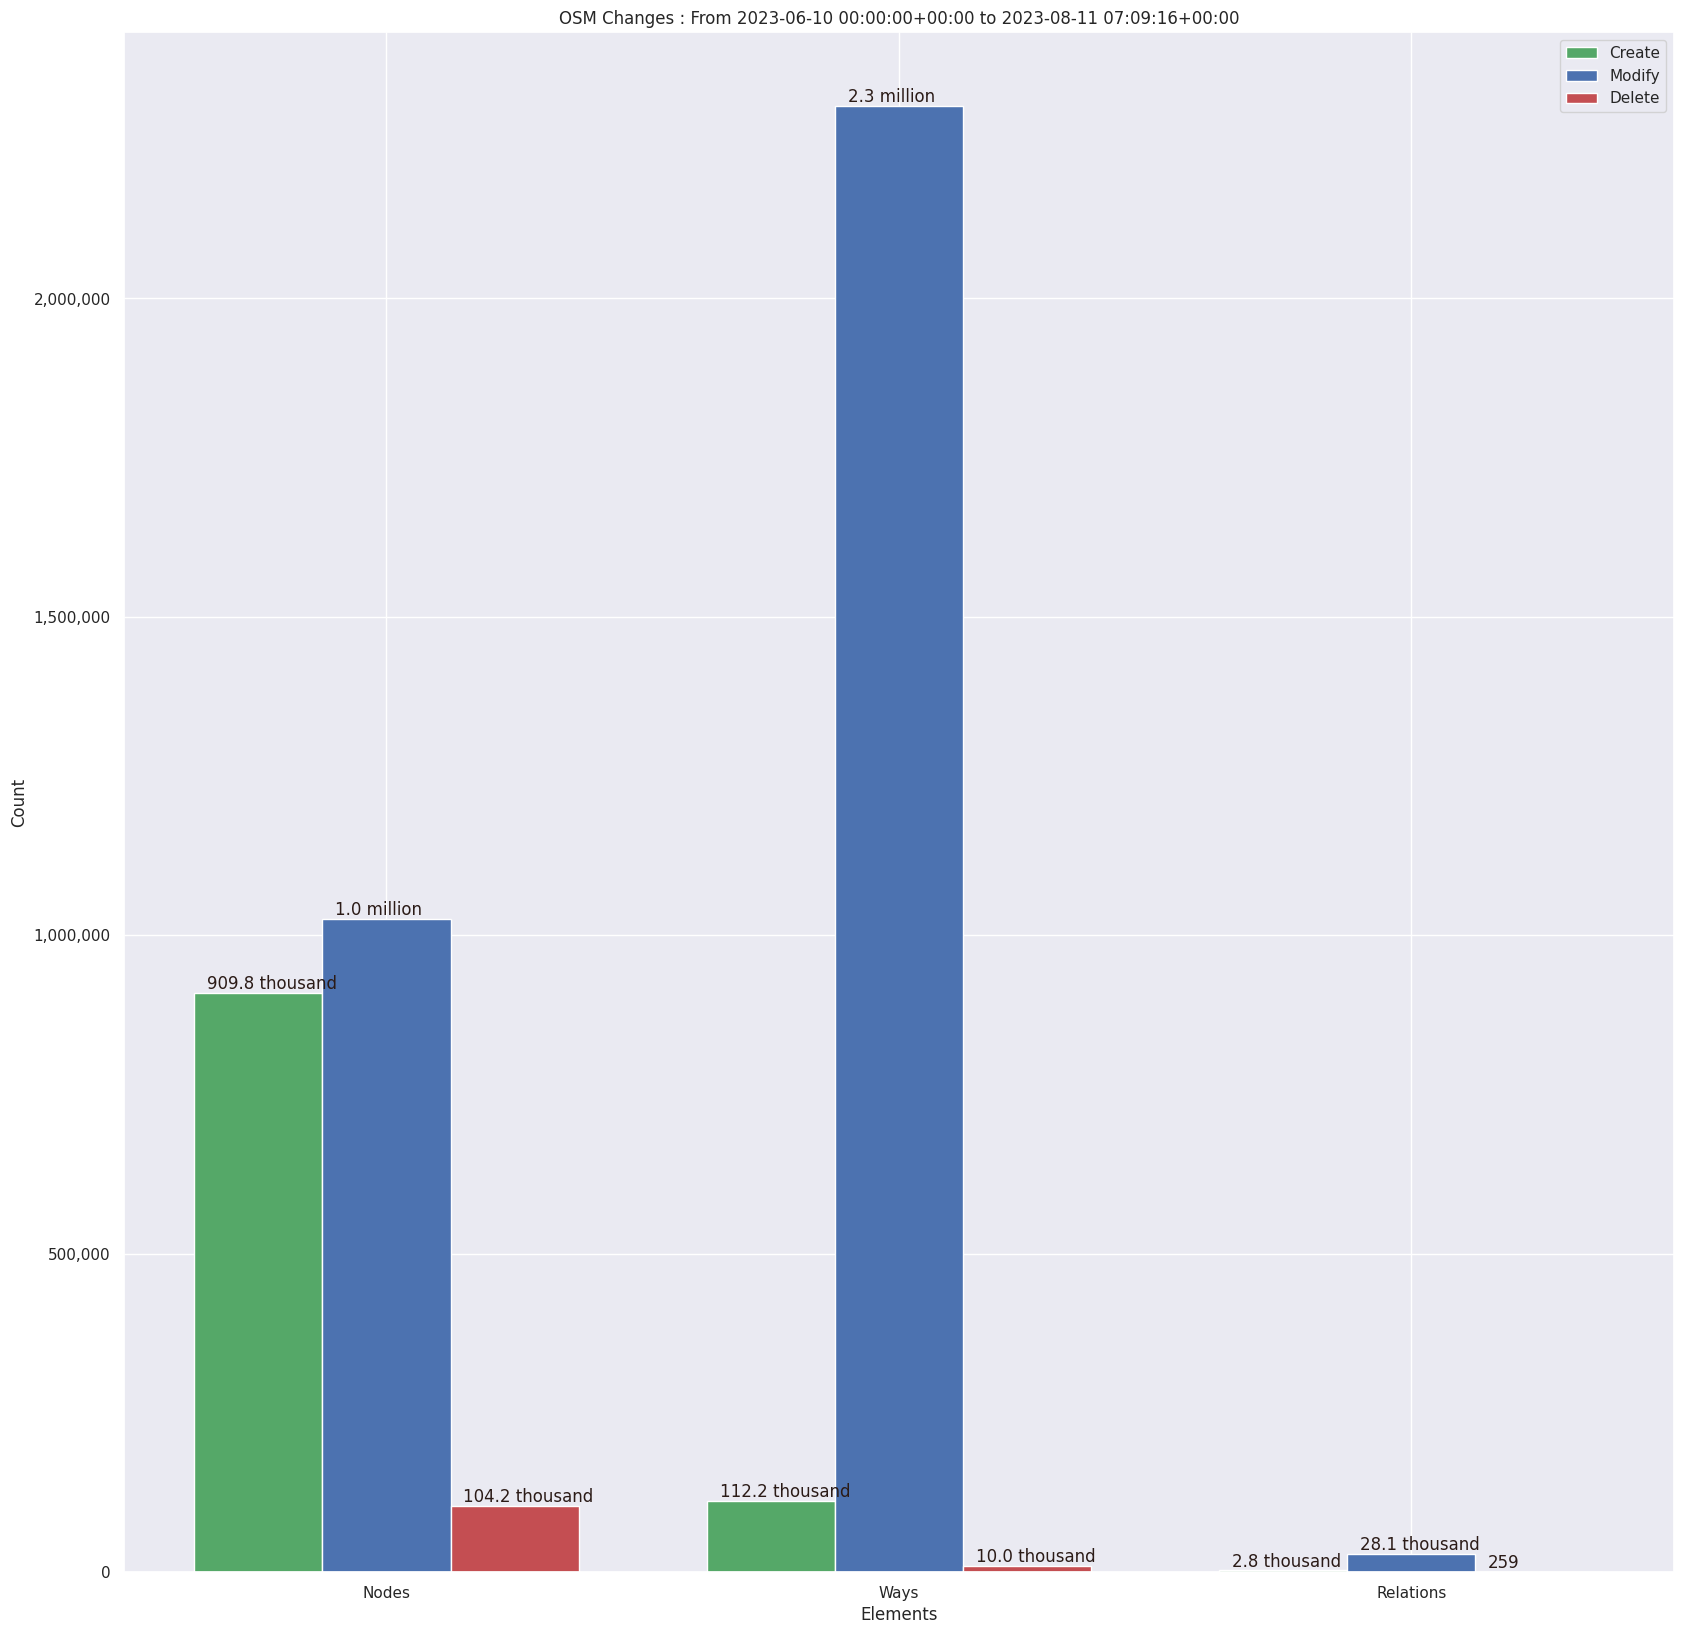 OSM Changes : From 2023-06-10 00:00:00+00:00 to 2023-08-11 07:09:16+00:00
Create
Modify
Delete
2.3 million
2,000,000
1,500,000
Count
1.0 million
1,000,000
909.8 thousand
500,000
104.2 thousand
112.2 thousand
10.0 thousand
2.8 thousand
28.1 thousand
259
0
Nodes
Ways
Relations
Elements